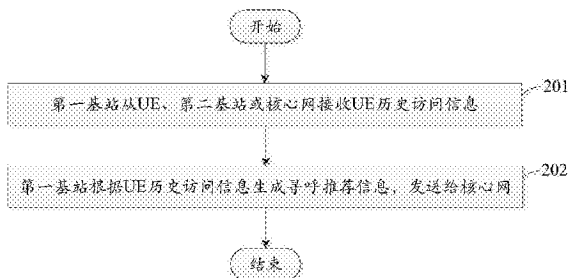 开始
第一基站从UE、第二基站或核心网接收UE历史访问信息
201
第一基站根据UE历史访问信息生成寻呼推荐信息，发送给核心网
202
结束